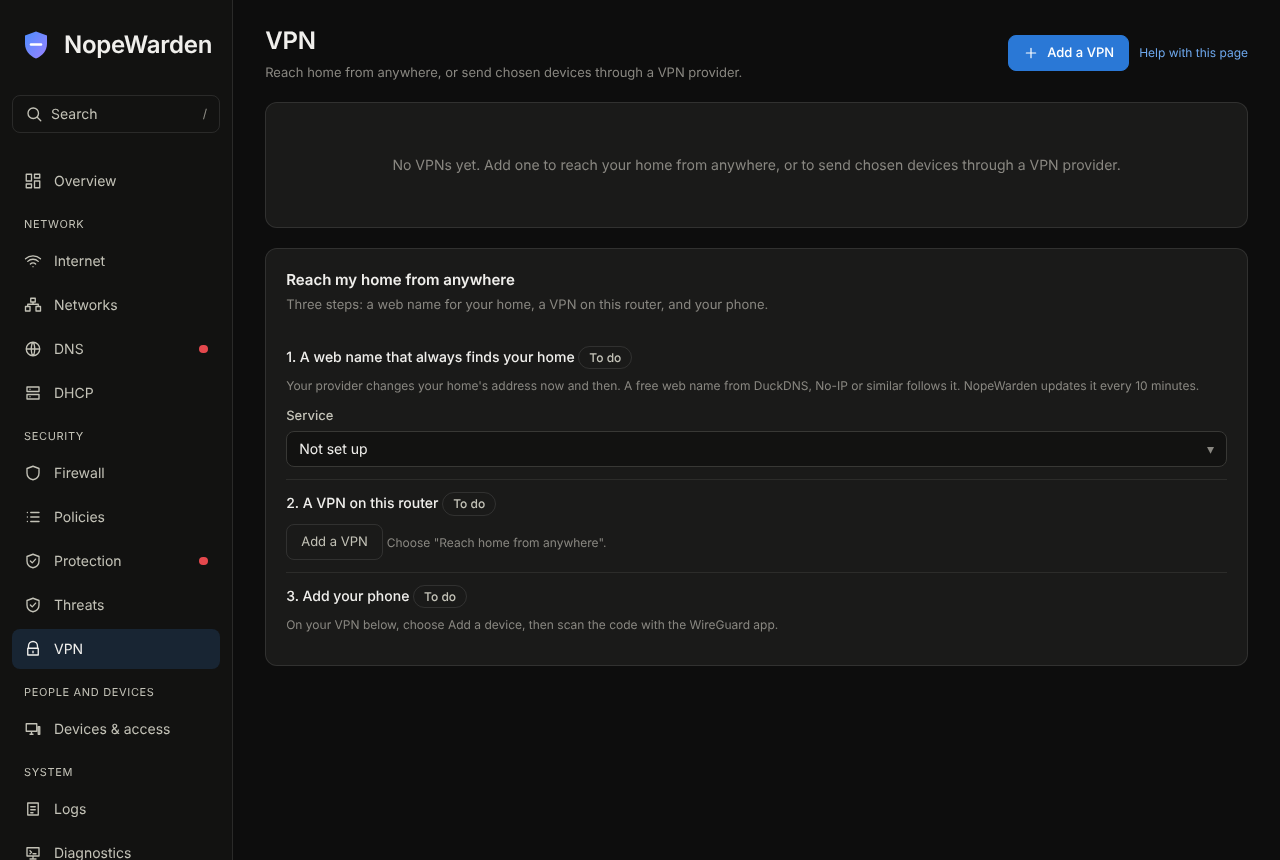 NopeWarden
Search /
Overview
NETWORK
Internet
Networks
DNS
DHCP
SECURITY
Firewall
Policies
Protection
Threats
VPN
PEOPLE AND DEVICES
Devices & access
SYSTEM
Logs
Diagnostics
VPN
Reach home from anywhere, or send chosen devices through a VPN provider.
+ Add a VPN
Help with this page
No VPNs yet. Add one to reach your home from anywhere, or to send chosen devices through a VPN provider.
Reach my home from anywhere
Three steps: a web name for your home, a VPN on this router, and your phone.
1. A web name that always finds your home To do
Your provider changes your home's address now and then. A free web name from DuckDNS, No-IP or similar follows it. NopeWarden updates it every 10 minutes.
Service
Not set up
2. A VPN on this router To do
Add a VPN Choose "Reach home from anywhere".
3. Add your phone To do
On your VPN below, choose Add a device, then scan the code with the WireGuard app.